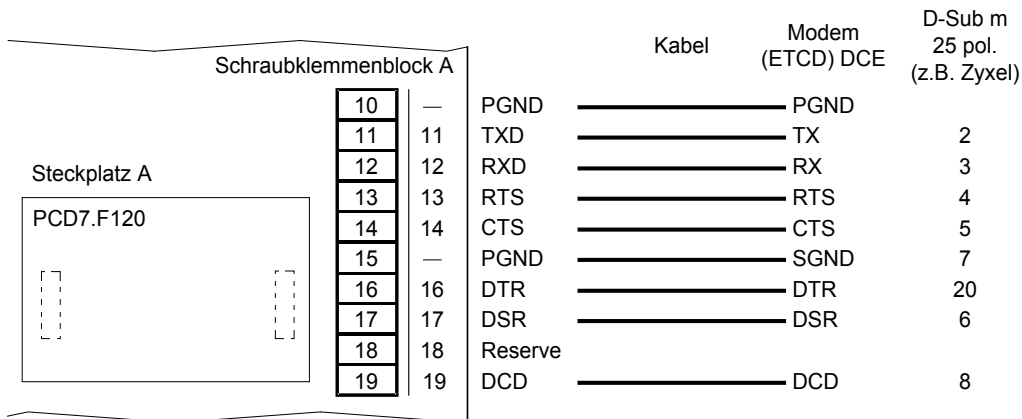 Schraubklemmenblock A
Kabel
Modem
(ETCD) DCE
D-Sub m
25 pol.
(z.B. Zyxel)
Steckplatz A
PCD7.F120
10 — PGND PGND
11 11 TXD TX 2
12 12 RXD RX 3
13 13 RTS RTS 4
14 14 CTS CTS 5
15 — PGND SGND 7
16 16 DTR DTR 20
17 17 DSR DSR 6
18 18 Reserve
19 19 DCD DCD 8